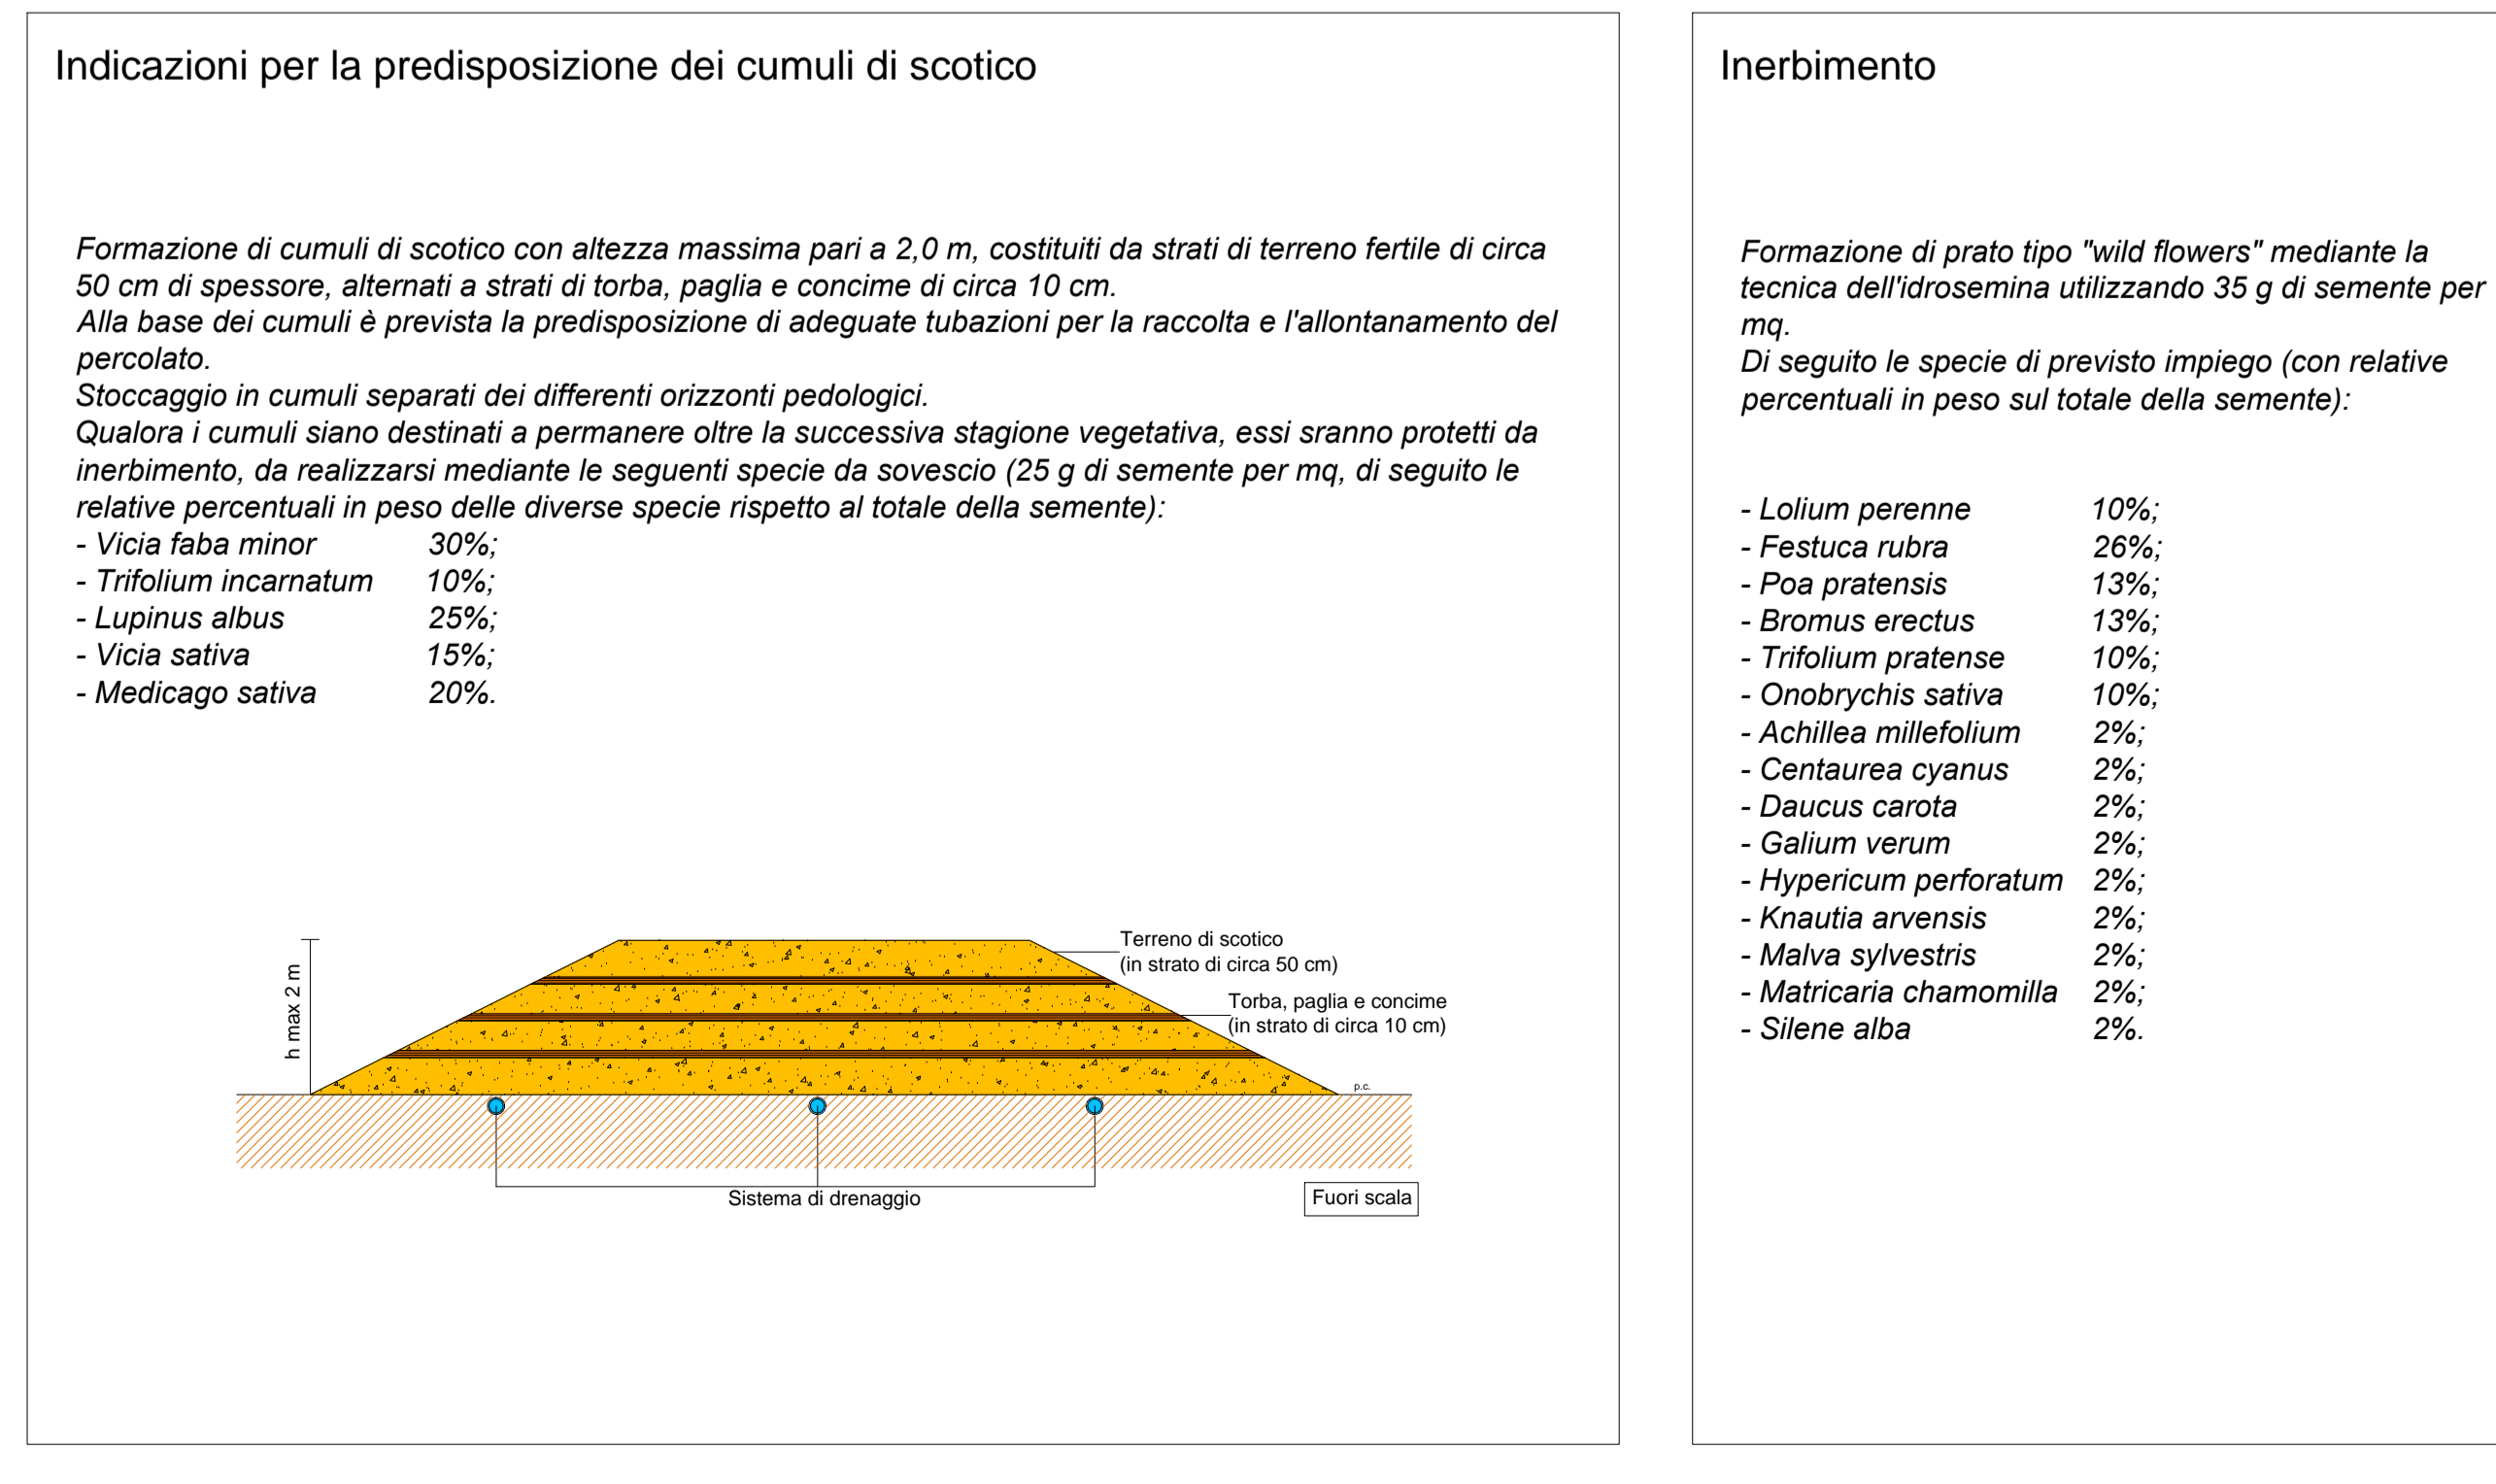 Indicazioni per la predisposizione dei cumuli di scotico
Formazione di cumuli di scotico con altezza massima pari a 2,0 m, costituiti da strati di terreno fertile di circa
50 cm di spessore, alternati a strati di torba, paglia e concime di circa 10 cm.
Alla base dei cumuli è prevista la predisposizione di adeguate tubazioni per la raccolta e l'allontanamento del
percolato.
Stoccaggio in cumuli separati dei differenti orizzonti pedologici.
Qualora i cumuli siano destinati a permanere oltre la successiva stagione vegetativa, essi sranno protetti da
inerbimento, da realizzarsi mediante le seguenti specie da sovescio (25 g di semente per mq, di seguito le
relative percentuali in peso delle diverse specie rispetto al totale della semente):
- Vicia faba minor 30%;
- Trifolium incarnatum 10%;
- Lupinus albus 25%;
- Vicia sativa 15%;
- Medicago sativa 20%.
h max 2 m
Terreno di scotico
(in strato di circa 50 cm)
Torba, paglia e concime
(in strato di circa 10 cm)
p.c.
Sistema di drenaggio
Fuori scala
Inerbimento
Formazione di prato tipo "wild flowers" mediante la
tecnica dell'idrosemina utilizzando 35 g di semente per
mq.
Di seguito le specie di previsto impiego (con relative
percentuali in peso sul totale della semente):
- Lolium perenne 10%;
- Festuca rubra 26%;
- Poa pratensis 13%;
- Bromus erectus 13%;
- Trifolium pratense 10%;
- Onobrychis sativa 10%;
- Achillea millefolium 2%;
- Centaurea cyanus 2%;
- Daucus carota 2%;
- Galium verum 2%;
- Hypericum perforatum 2%;
- Knautia arvensis 2%;
- Malva sylvestris 2%;
- Matricaria chamomilla 2%;
- Silene alba 2%.